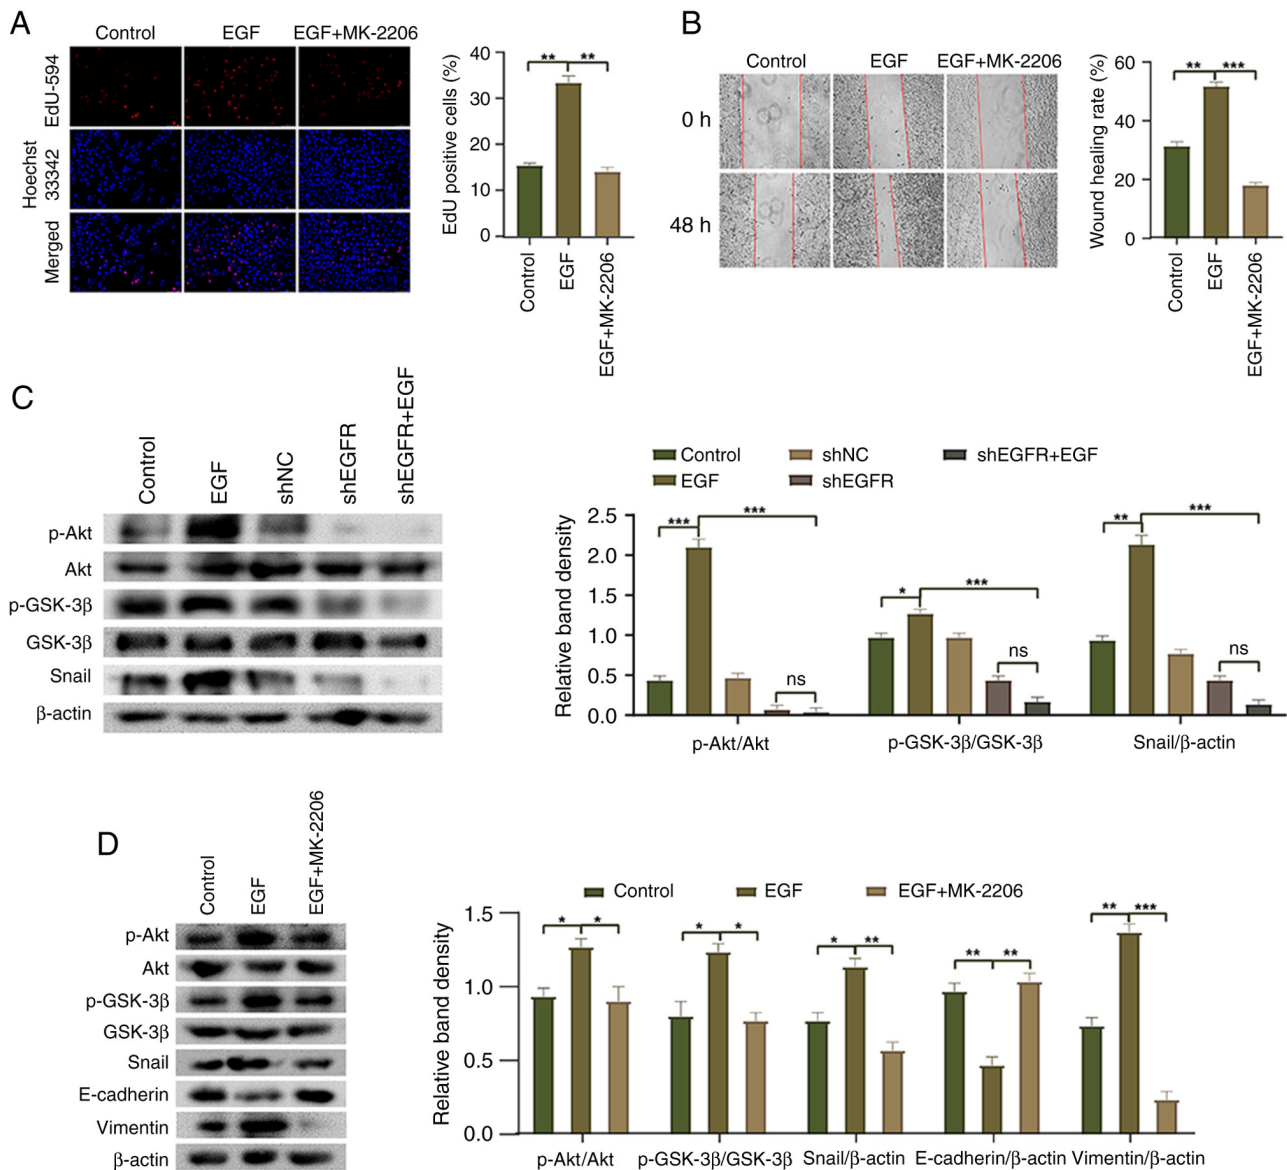 A
Control EGF EGF+MK-2206
EdU-594
Hoechst
33342
Merged
EdU positive cells (%)
40
30
20
10
0
** **
Control
EGF
EGF+MK-2206
B
Control EGF EGF+MK-2206
0 h
48 h
Wound healing rate (%)
60
40
20
0
** ***
Control
EGF
EGF+MK-2206
C
Control
EGF
shNC
shEGFR
shEGFR+EGF
p-Akt
Akt
p-GSK-3β
GSK-3β
Snail
β-actin
Control shNC shEGFR+EGF
EGF shEGFR
Relative band density
2.5
2.0
1.5
1.0
0.5
0.0
*** *** ns
* *** ns
** *** ns
p-Akt/Akt p-GSK-3β/GSK-3β Snail/β-actin
D
Control
EGF
EGF+MK-2206
p-Akt
Akt
p-GSK-3β
GSK-3β
Snail
E-cadherin
Vimentin
β-actin
Control EGF EGF+MK-2206
Relative band density
1.5
1.0
0.5
0.0
* * * * * ** ** ** ** ***
p-Akt/Akt p-GSK-3β/GSK-3β Snail/β-actin E-cadherin/β-actin Vimentin/β-actin